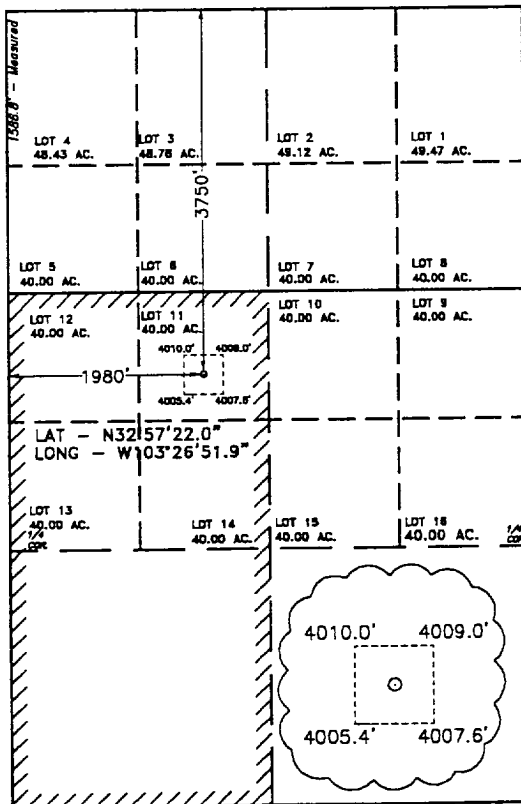 1588.8' - Measured
LOT 4
48.43 AC.
LOT 3
48.78 AC.
LOT 2
49.12 AC.
LOT 1
49.47 AC.
3750'
LOT 5
40.00 AC.
LOT 6
40.00 AC.
LOT 7
40.00 AC.
LOT 8
40.00 AC.
LOT 12
40.00 AC.
LOT 11
40.00 AC.
LOT 10
40.00 AC.
LOT 9
40.00 AC.
4010.0' 4009.0'
1980'
4005.4' 4007.6'
LAT - N32°57'22.0"
LONG - W103°26'51.9"
LOT 13
40.00 AC.
1/4
COR.
LOT 14
40.00 AC.
LOT 15
40.00 AC.
LOT 16
40.00 AC.
1/4
COR.
4010.0' 4009.0'
4005.4' 4007.6'